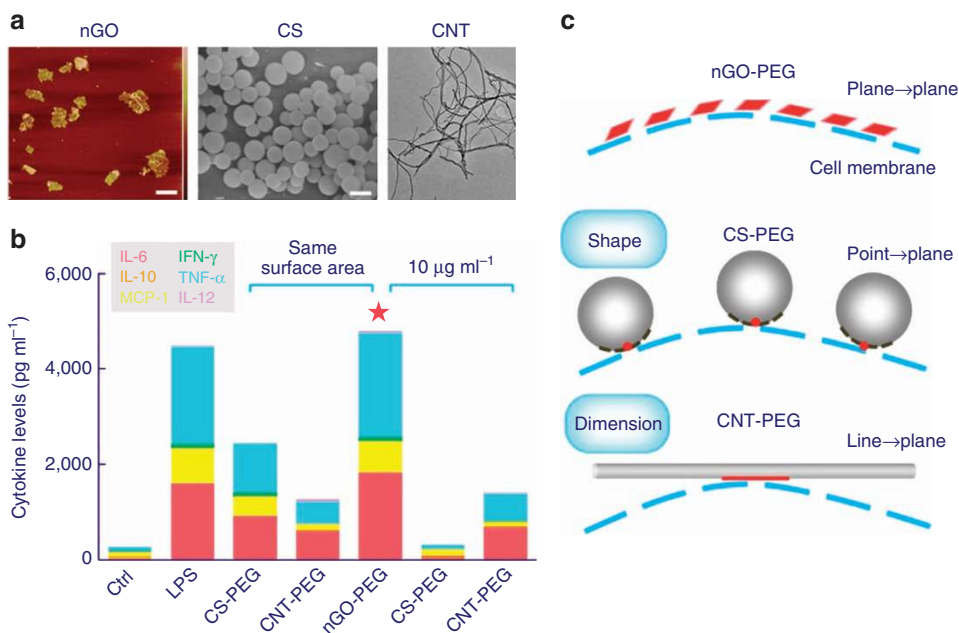 a
nGO
CS
CNT
b
IL-6 IFN-γ
IL-10 TNF-α
MCP-1 IL-12
Same
surface area
10 µg ml⁻¹
Cytokine levels (pg ml⁻¹)
6,000
4,000
2,000
0
Ctrl
LPS
CS-PEG
CNT-PEG
nGO-PEG
CS-PEG
CNT-PEG
c
nGO-PEG
Plane→plane
Cell membrane
Shape
CS-PEG
Point→plane
Dimension
CNT-PEG
Line→plane